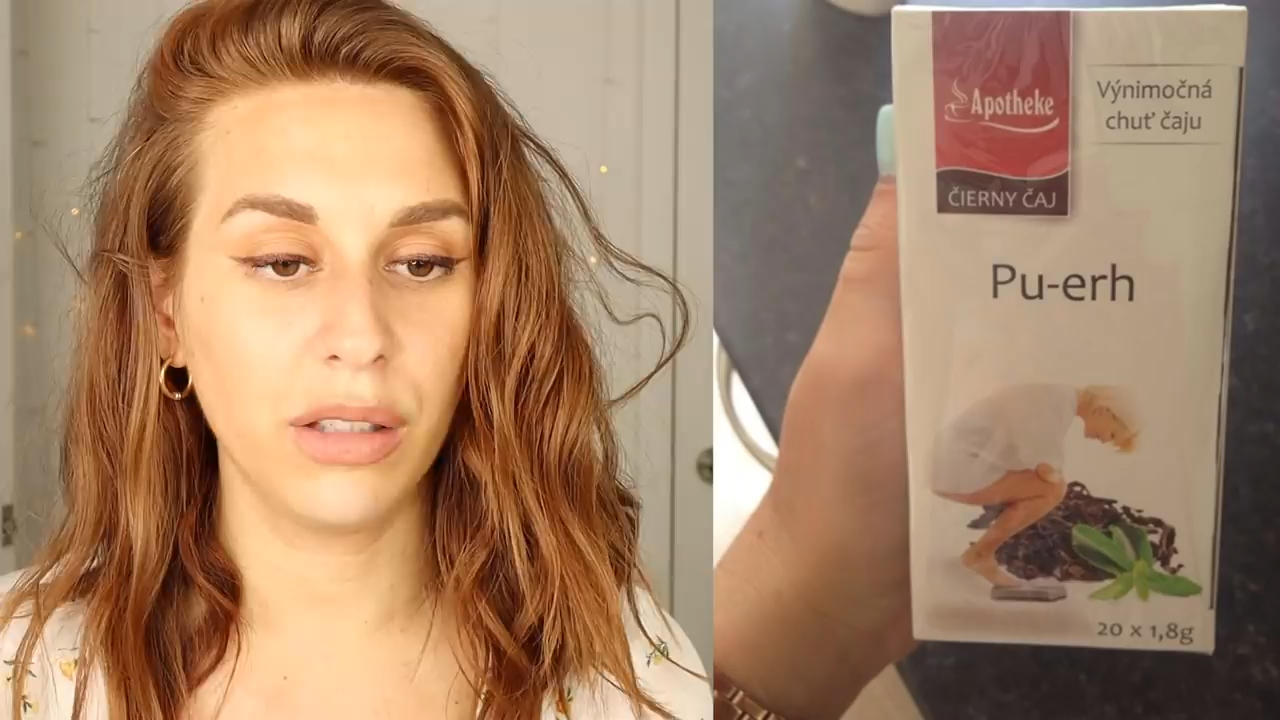 Apotheke
ČIERNY ČAJ
Výnimočná
chuť čaju
Pu-erh
20 x 1,8g